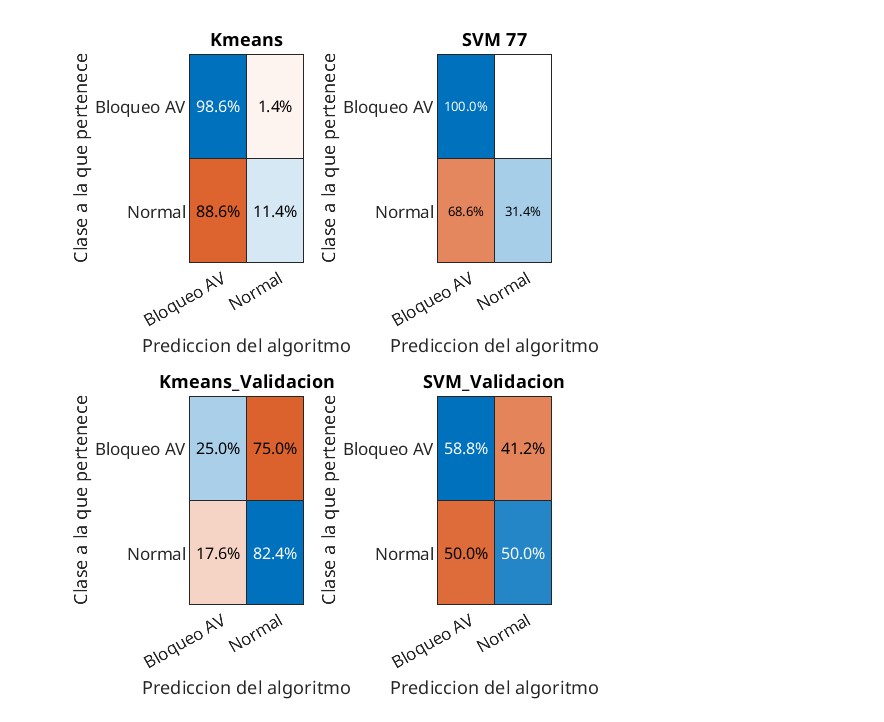 Kmeans
Clase a la que pertenece
Bloqueo AV
98.6%
1.4%
Normal
88.6%
11.4%
Bloqueo AV
Normal
Prediccion del algoritmo
SVM 77
Clase a la que pertenece
Bloqueo AV
100.0%
Normal
68.6%
31.4%
Bloqueo AV
Normal
Prediccion del algoritmo
Kmeans_Validacion
Clase a la que pertenece
Bloqueo AV
25.0%
75.0%
Normal
17.6%
82.4%
Bloqueo AV
Normal
Prediccion del algoritmo
SVM_Validacion
Clase a la que pertenece
Bloqueo AV
58.8%
41.2%
Normal
50.0%
50.0%
Bloqueo AV
Normal
Prediccion del algoritmo